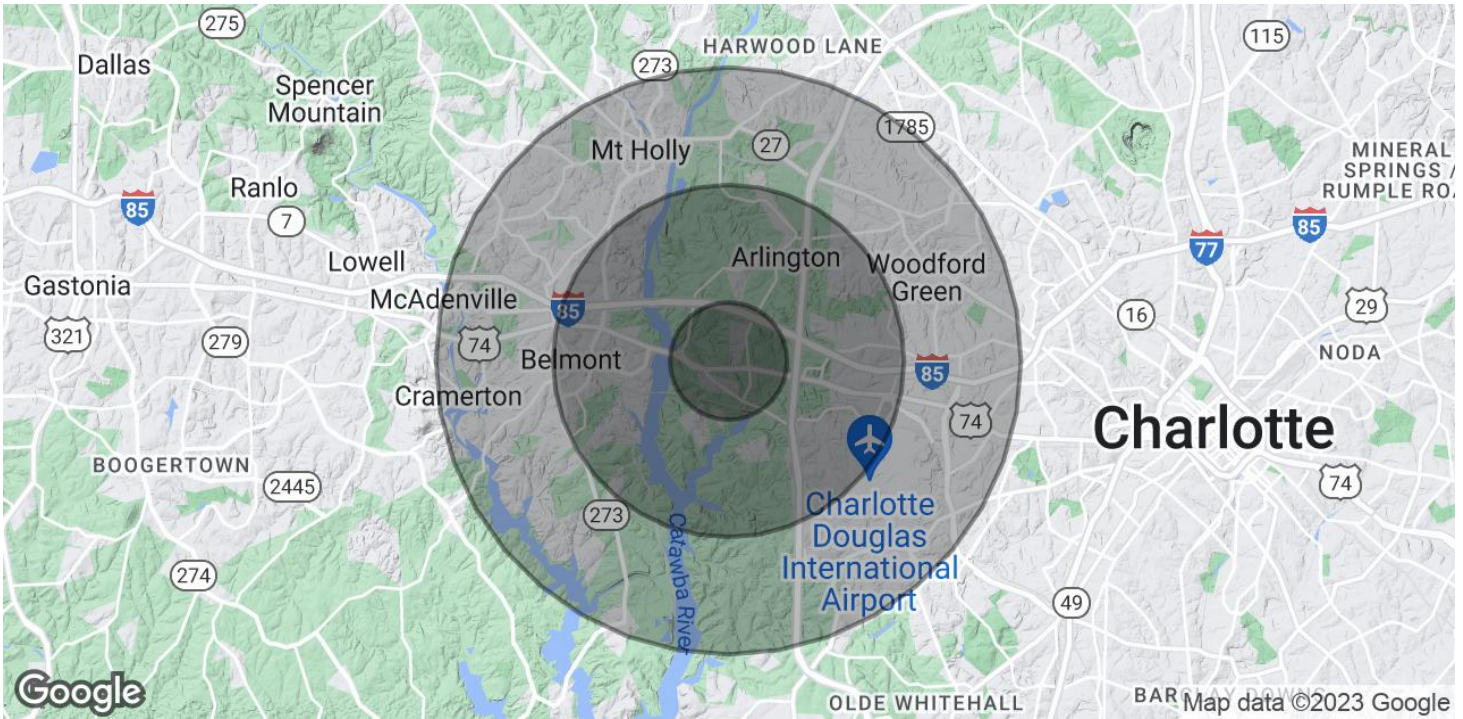 275
115
HARWOOD LANE
Dallas
273
Spencer
Mountain
1785
27
Mt Holly
MINERAL
SPRINGS /
RUMPLE RO
Ranlo
85
7
85
77
Arlington
Woodford
Green
Lowell
Gastonia
McAdenville
85
16
29
321
279
74
NODA
Belmont
85
Cramerton
74
Charlotte
BOOGERTOWN
74
2445
273
Charlotte
Douglas
International
Airport
Catawba River
274
49
Google
OLDE WHITEHALL
BARCLAY DOWNS
Map data ©2023 Google